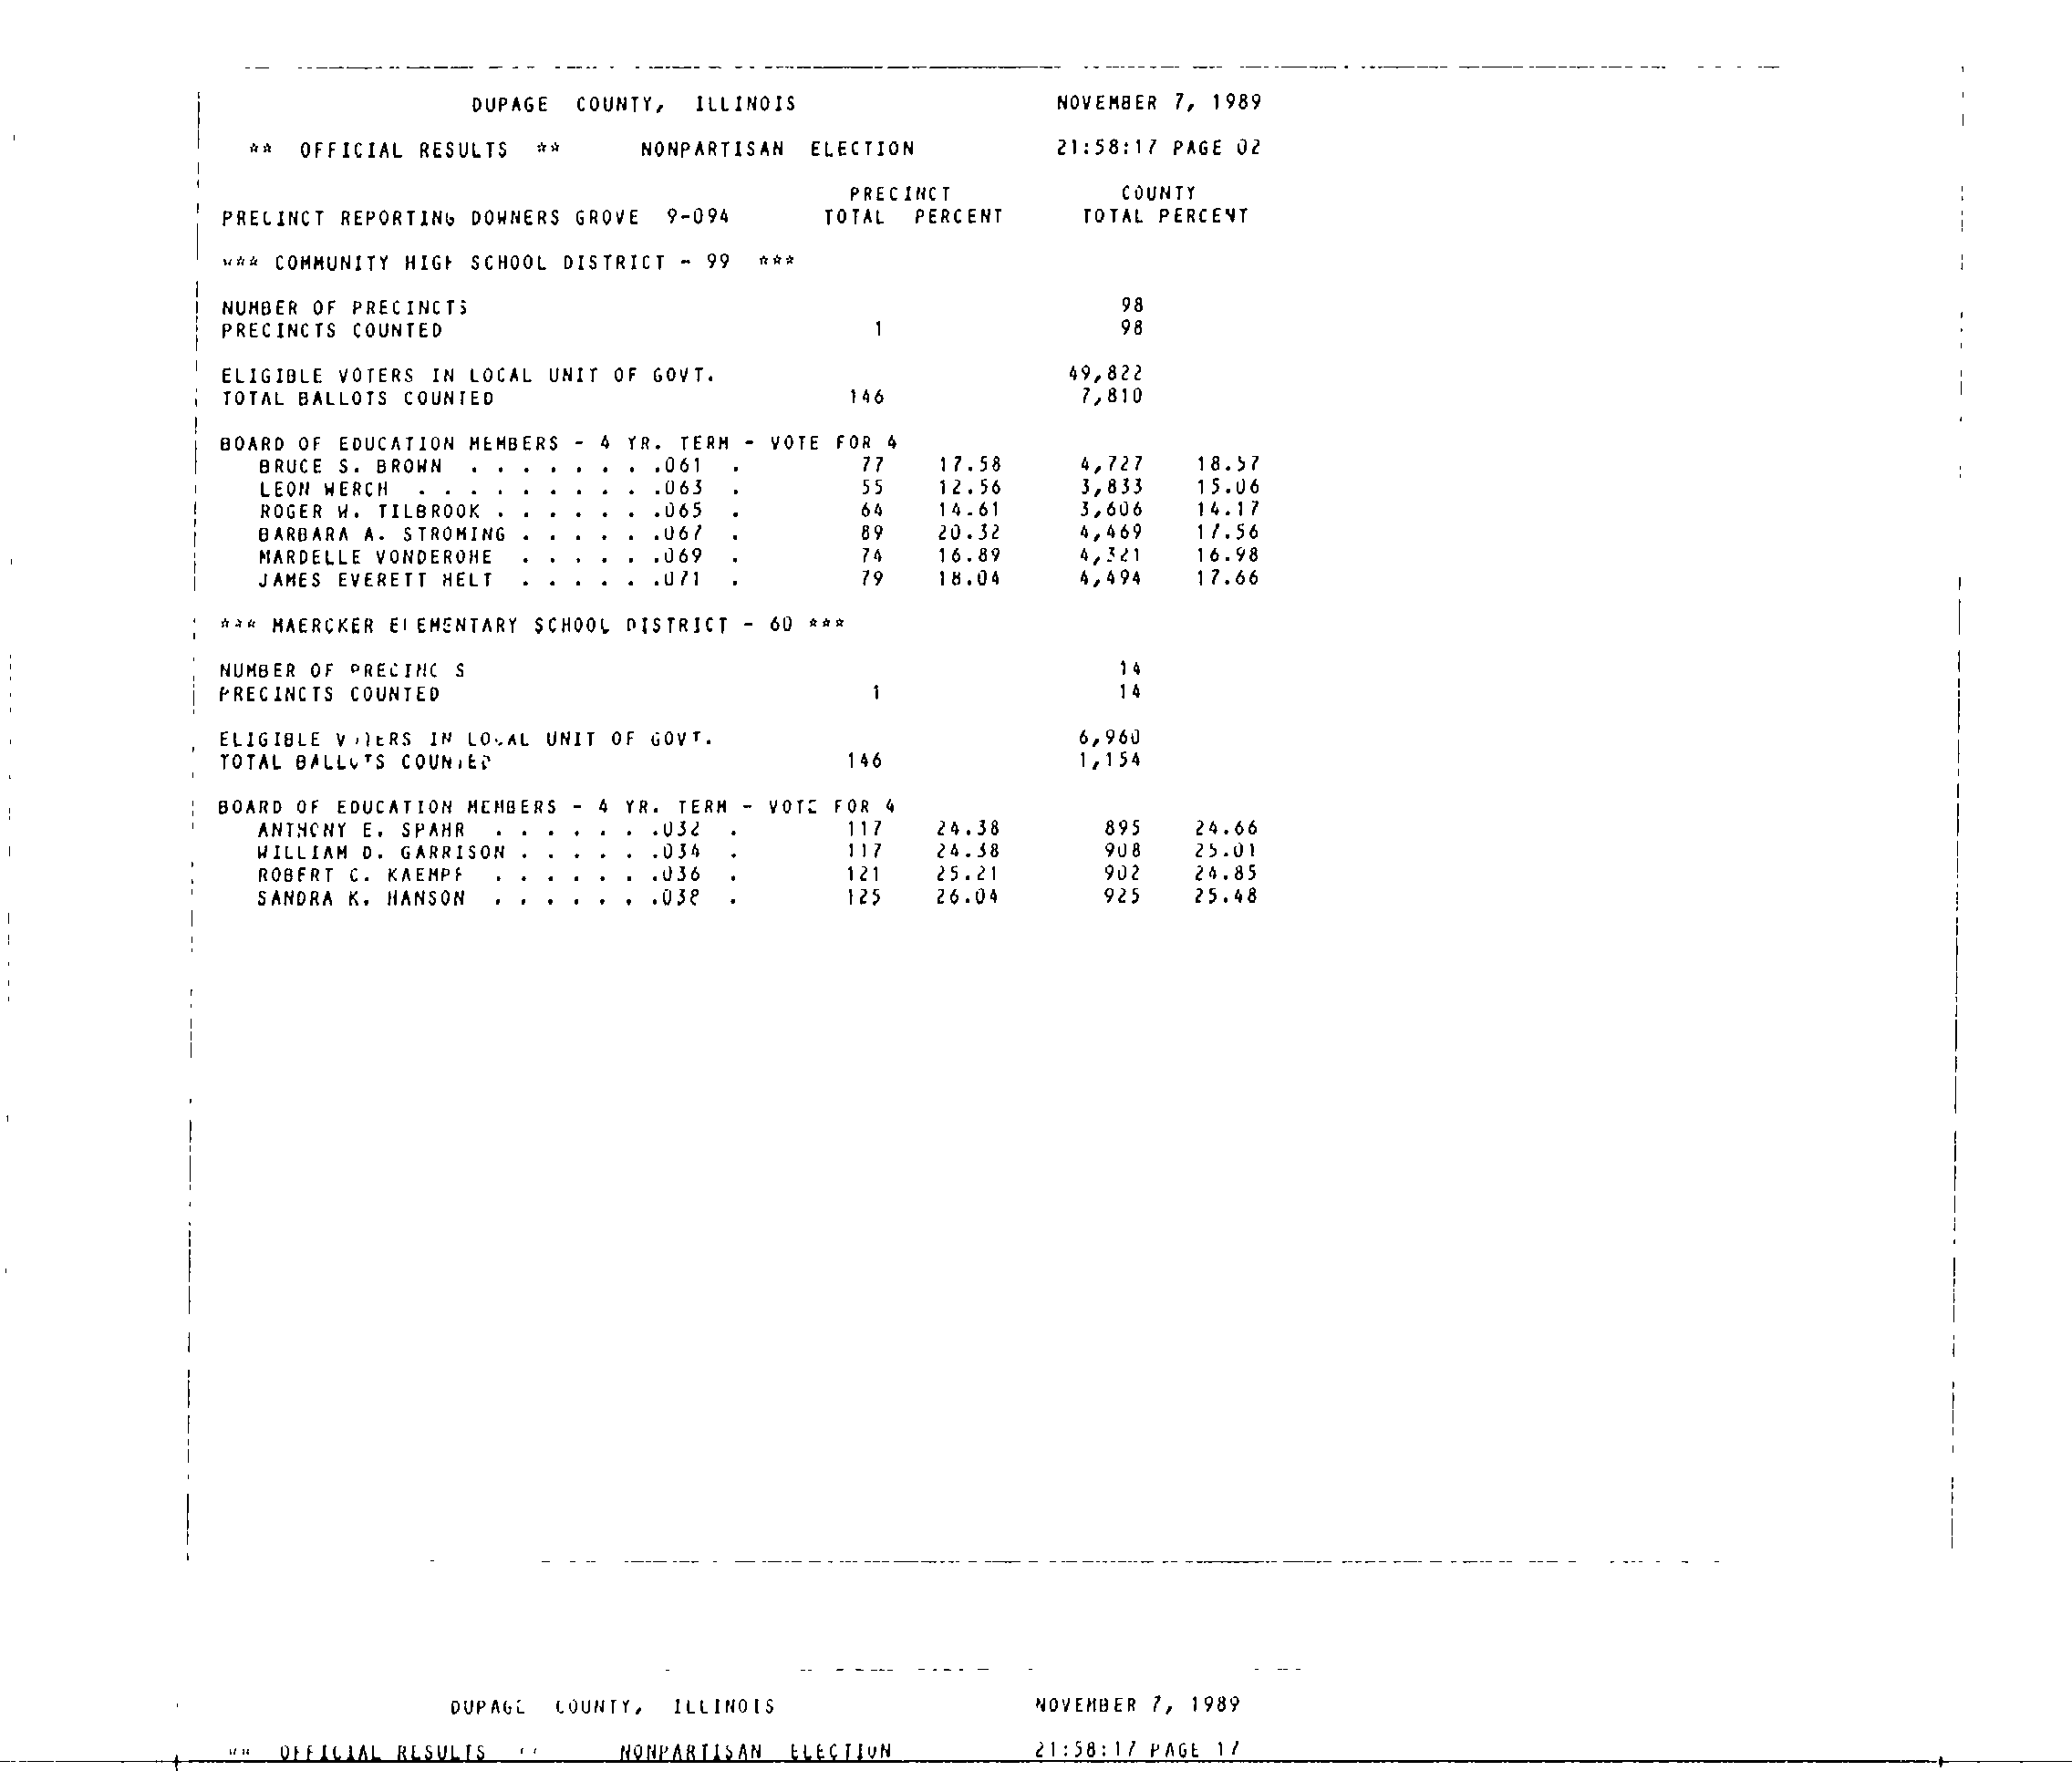 DUPAGE COUNTY, ILLINOIS NOVEMBER 7, 1989
** OFFICIAL RESULTS ** NONPARTISAN ELECTION 21:58:17 PAGE 02
PRECINCT COUNTY
PRECINCT REPORTING DOWNERS GROVE 9-094 TOTAL PERCENT TOTAL PERCENT
*** COMMUNITY HIGH SCHOOL DISTRICT - 99 ***
NUMBER OF PRECINCTS 98
PRECINCTS COUNTED 1 98
ELIGIBLE VOTERS IN LOCAL UNIT OF GOVT. 49,822
TOTAL BALLOTS COUNTED 146 7,810
BOARD OF EDUCATION MEMBERS - 4 YR. TERM - VOTE FOR 4
BRUCE S. BROWN . . . . . . . .061 . 77 17.58 4,727 18.57
LEON WERCH . . . . . . . . . .063 . 55 12.56 3,833 15.06
ROGER W. TILBROOK . . . . . . .065 . 64 14.61 3,606 14.17
BARBARA A. STROMING . . . . . .067 . 89 20.32 4,469 17.56
MARDELLE VONDEROHE . . . . . .069 . 74 16.89 4,321 16.98
JAMES EVERETT HELT . . . . . .071 . 79 18.04 4,494 17.66
*** MAERCKER ELEMENTARY SCHOOL DISTRICT - 60 ***
NUMBER OF PRECINC S 14
PRECINCTS COUNTED 1 14
ELIGIBLE VOTERS IN LOCAL UNIT OF GOVT. 6,960
TOTAL BALLOTS COUNTED 146 1,154
BOARD OF EDUCATION MEMBERS - 4 YR. TERM - VOTE FOR 4
ANTHONY E. SPAHR . . . . . . .032 . 117 24.38 895 24.66
WILLIAM D. GARRISON . . . . . .034 . 117 24.38 908 25.01
ROBERT C. KAEMPF . . . . . . .036 . 121 25.21 902 24.85
SANDRA K. HANSON . . . . . . .038 . 125 26.04 925 25.48
DUPAGE COUNTY, ILLINOIS NOVEMBER 7, 1989
** OFFICIAL RESULTS ** NONPARTISAN ELECTION 21:58:17 PAGE 17